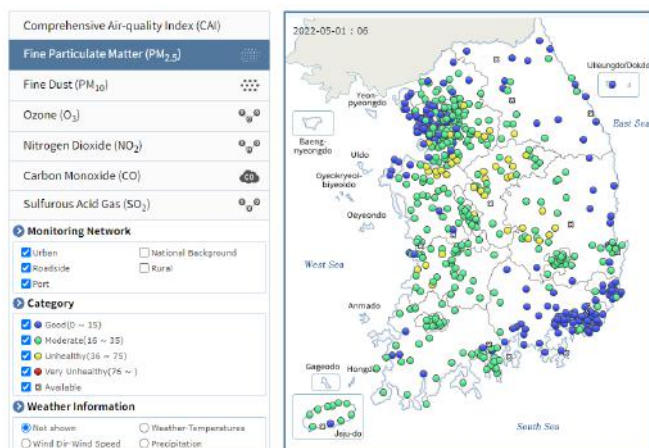 Comprehensive Air-quality Index (CAI)
Fine Particulate Matter (PM2.5)
Fine Dust (PM10)
Ozone (O3)
Nitrogen Dioxide (NO2)
Carbon Monoxide (CO)
CO
Sulfurous Acid Gas (SO2)
Monitoring Network
Urban National Background
Roadside Rural
Port
Category
Good(0 ~ 15)
Moderate(16 ~ 35)
Unhealthy(36 ~ 75)
Very Unhealthy(76 ~ )
Available
Weather Information
Not shown Weather-Temperatures
Wind Dir-Wind Speed Precipitation
2022-05-01 : 06
Ulleungdo/Dokdo
East Sea
Yeon-
pyeongdo
Baeng-
nyeongdo
Uldo
Gyeokryeol-
biyeoldo
Oeyeondo
West Sea
Anmado
Gageodo
Hongdo
Jeju-do
South Sea